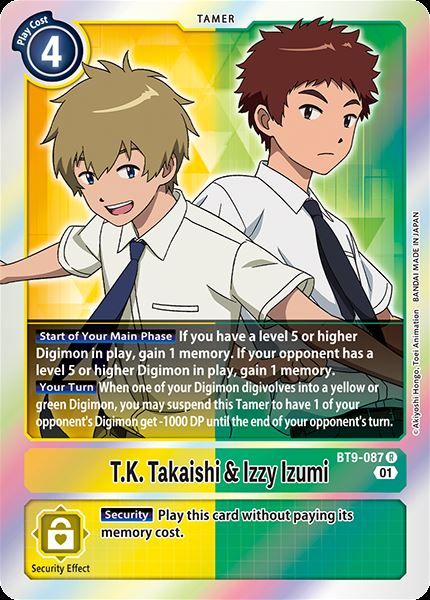 TAMER
Play Cost
4
Start of Your Main Phase If you have a level 5 or higher
Digimon in play, gain 1 memory. If your opponent has a
level 5 or higher Digimon in play, gain 1 memory.
Your Turn When one of your Digimon digivolves into a yellow or
green Digimon, you may suspend this Tamer to have 1 of your
opponent's Digimon get -1000 DP until the end of your opponent's turn.
©Akiyoshi Hongo, Toei Animation BANDAI MADE IN JAPAN
BT9-087 R
T.K. Takaishi & Izzy Izumi
01
Security Play this card without paying its
memory cost.
Security Effect